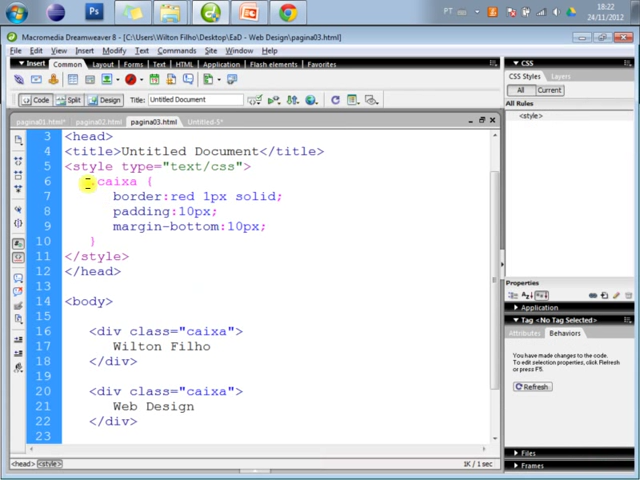 PT
18:22
24/11/2012
Macromedia Dreamweaver 8 - [C:\Users\Wilton Filho\Desktop\EaD - Web Design\pagina03.html]
File Edit View Insert Modify Text Commands Site Window Help
Insert Common Layout Forms Text HTML Application Flash elements Favorites
Code Split Design Title: Untitled Document
pagina01.html* pagina02.html pagina03.html Untitled-5*
3 <head>
4 <title>Untitled Document</title>
5 <style type="text/css">
6 .caixa {
7 border:red 1px solid;
8 padding:10px;
9 margin-bottom:10px;
10 }
11 </style>
12 </head>
13
14 <body>
15
16 <div class="caixa">
17 Wilton Filho
18 </div>
19
20 <div class="caixa">
21 Web Design
22 </div>
23
<head> <style>
1K / 1 sec
CSS
CSS Styles Layers
All Current
All Rules
<style>
Properties
Application
Tag <No Tag Selected>
Attributes Behaviors
You have made changes to the code.
To edit selection properties, click Refresh
or press F5.
Refresh
Files
Frames